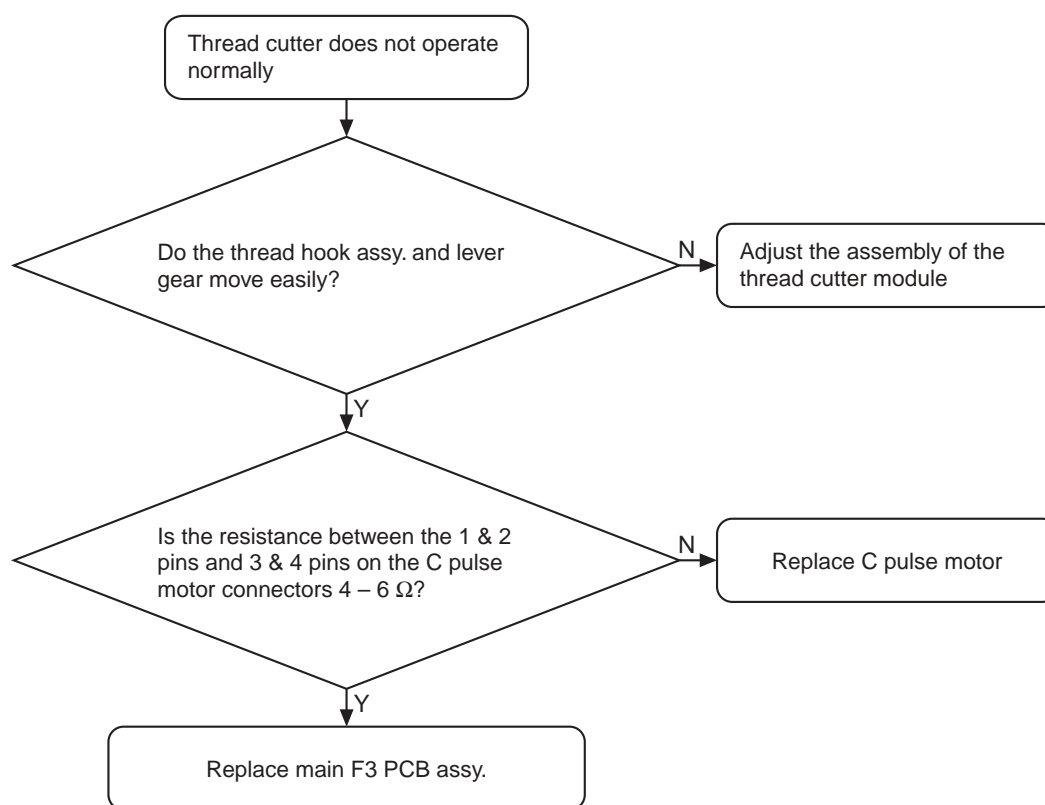 Thread cutter does not operate
normally
Do the thread hook assy. and lever
gear move easily?
N
Adjust the assembly of the
thread cutter module
Y
Is the resistance between the 1 & 2
pins and 3 & 4 pins on the C pulse
motor connectors 4 – 6 Ω?
N
Replace C pulse motor
Y
Replace main F3 PCB assy.